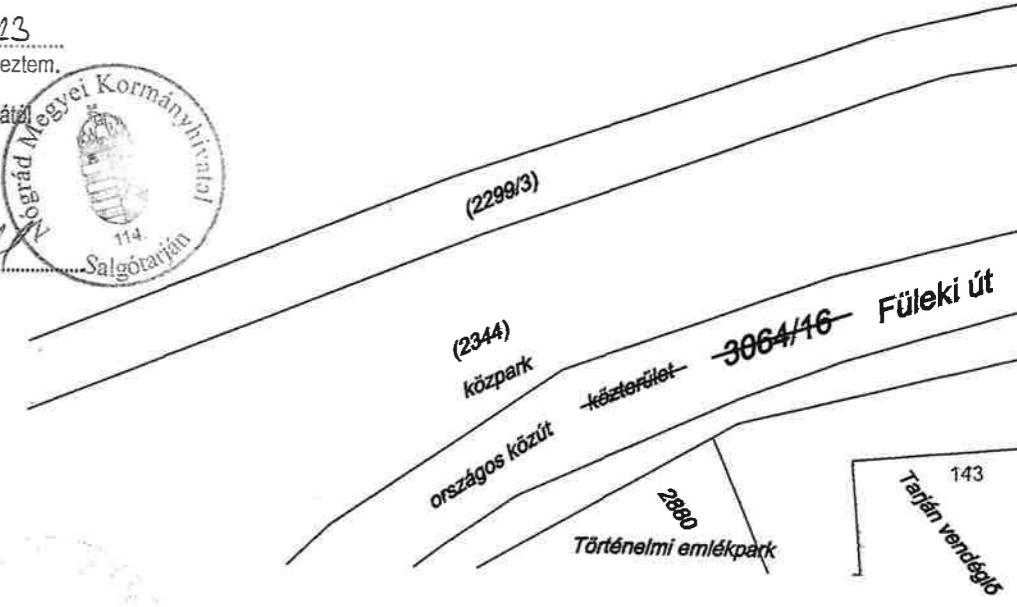 23
eztem.
ától
Nógrád Megyei Kormányhivatal
114.
Salgótarján
(2299/3)
(2344)
közpark
országos közút
közterület
3064/16
Füleki út
2880
Történelmi emlékpark
143
Tarján vendéglő